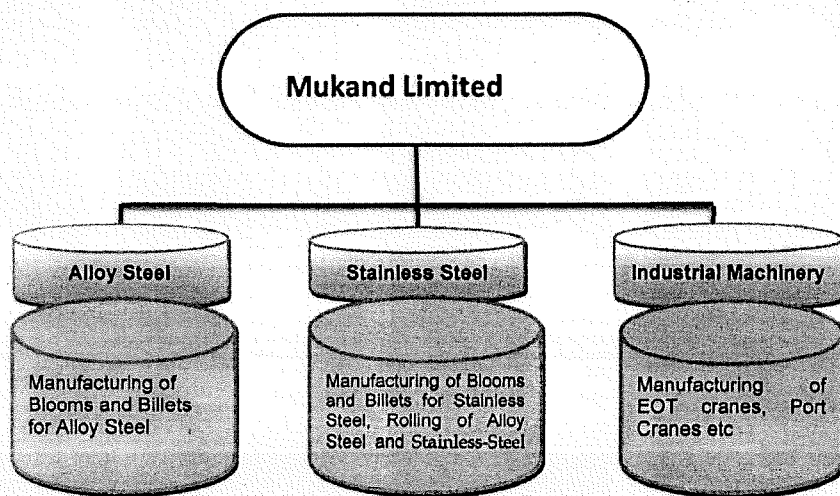 Mukand Limited
Alloy Steel
Manufacturing of
Blooms and Billets
for Alloy Steel
Stainless Steel
Manufacturing of Blooms
and Billets for Stainless
Steel, Rolling of Alloy
Steel and Stainless-Steel
Industrial Machinery
Manufacturing of
EOT cranes, Port
Cranes etc